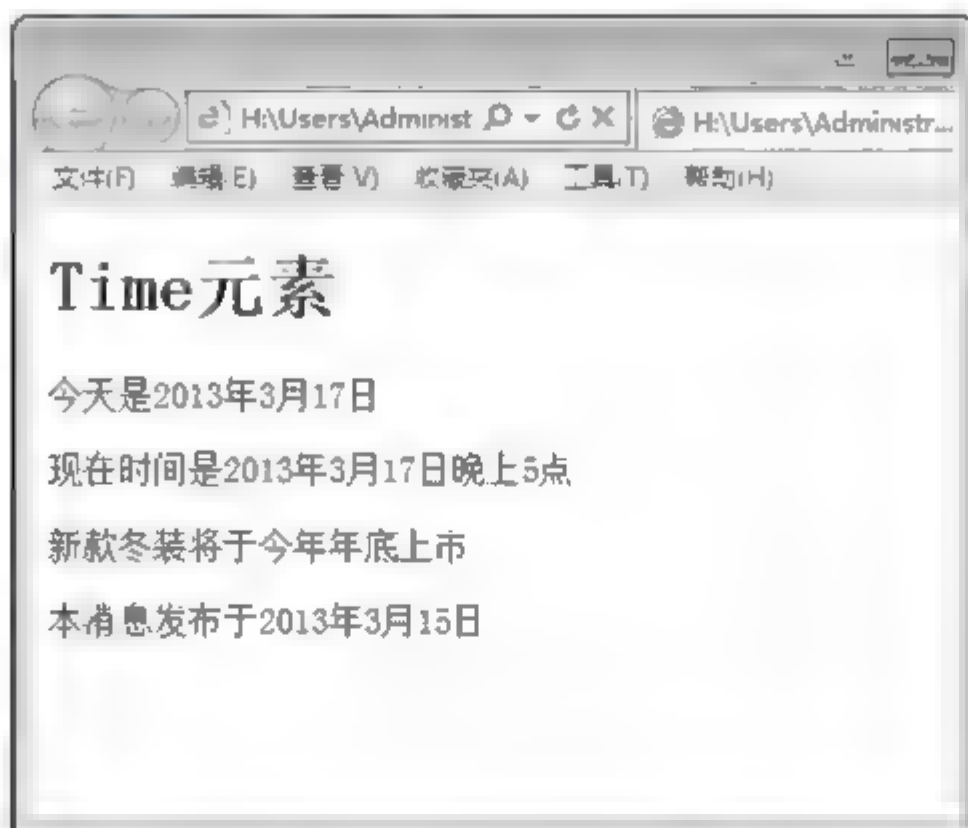 H:\Users\Administ
H:\Users\Administr...
文件(F) 编辑(E) 查看(V) 收藏夹(A) 工具(T) 帮助(H)
Time元素
今天是2013年3月17日
现在时间是2013年3月17日晚上5点
新款冬装将于今年年底上市
本消息发布于2013年3月15日